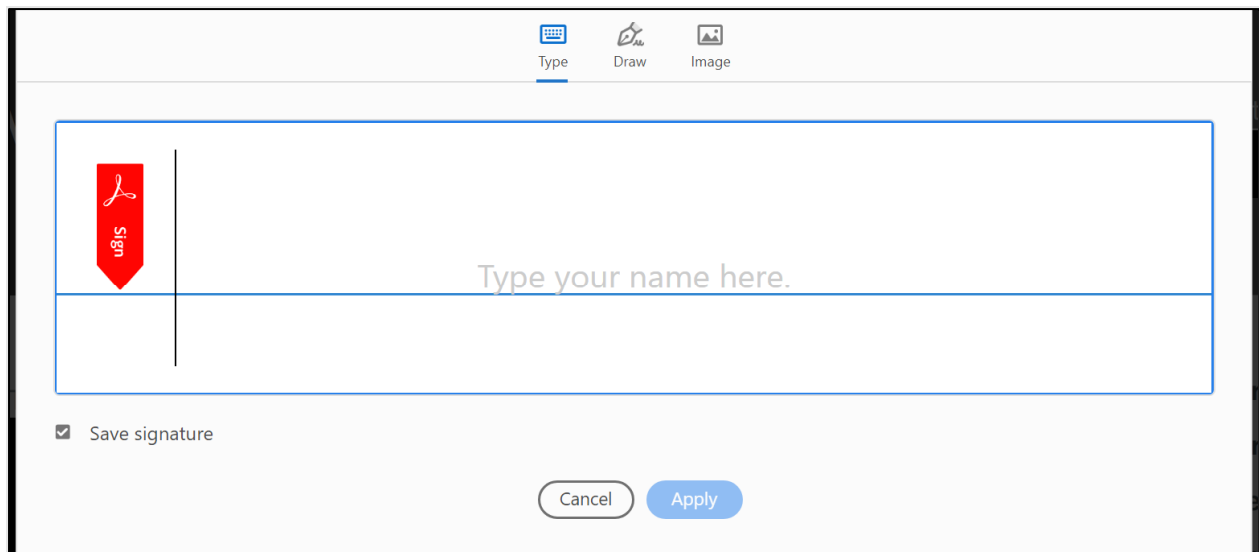 Type Draw Image
Sign
Type your name here.
Save signature
Cancel Apply